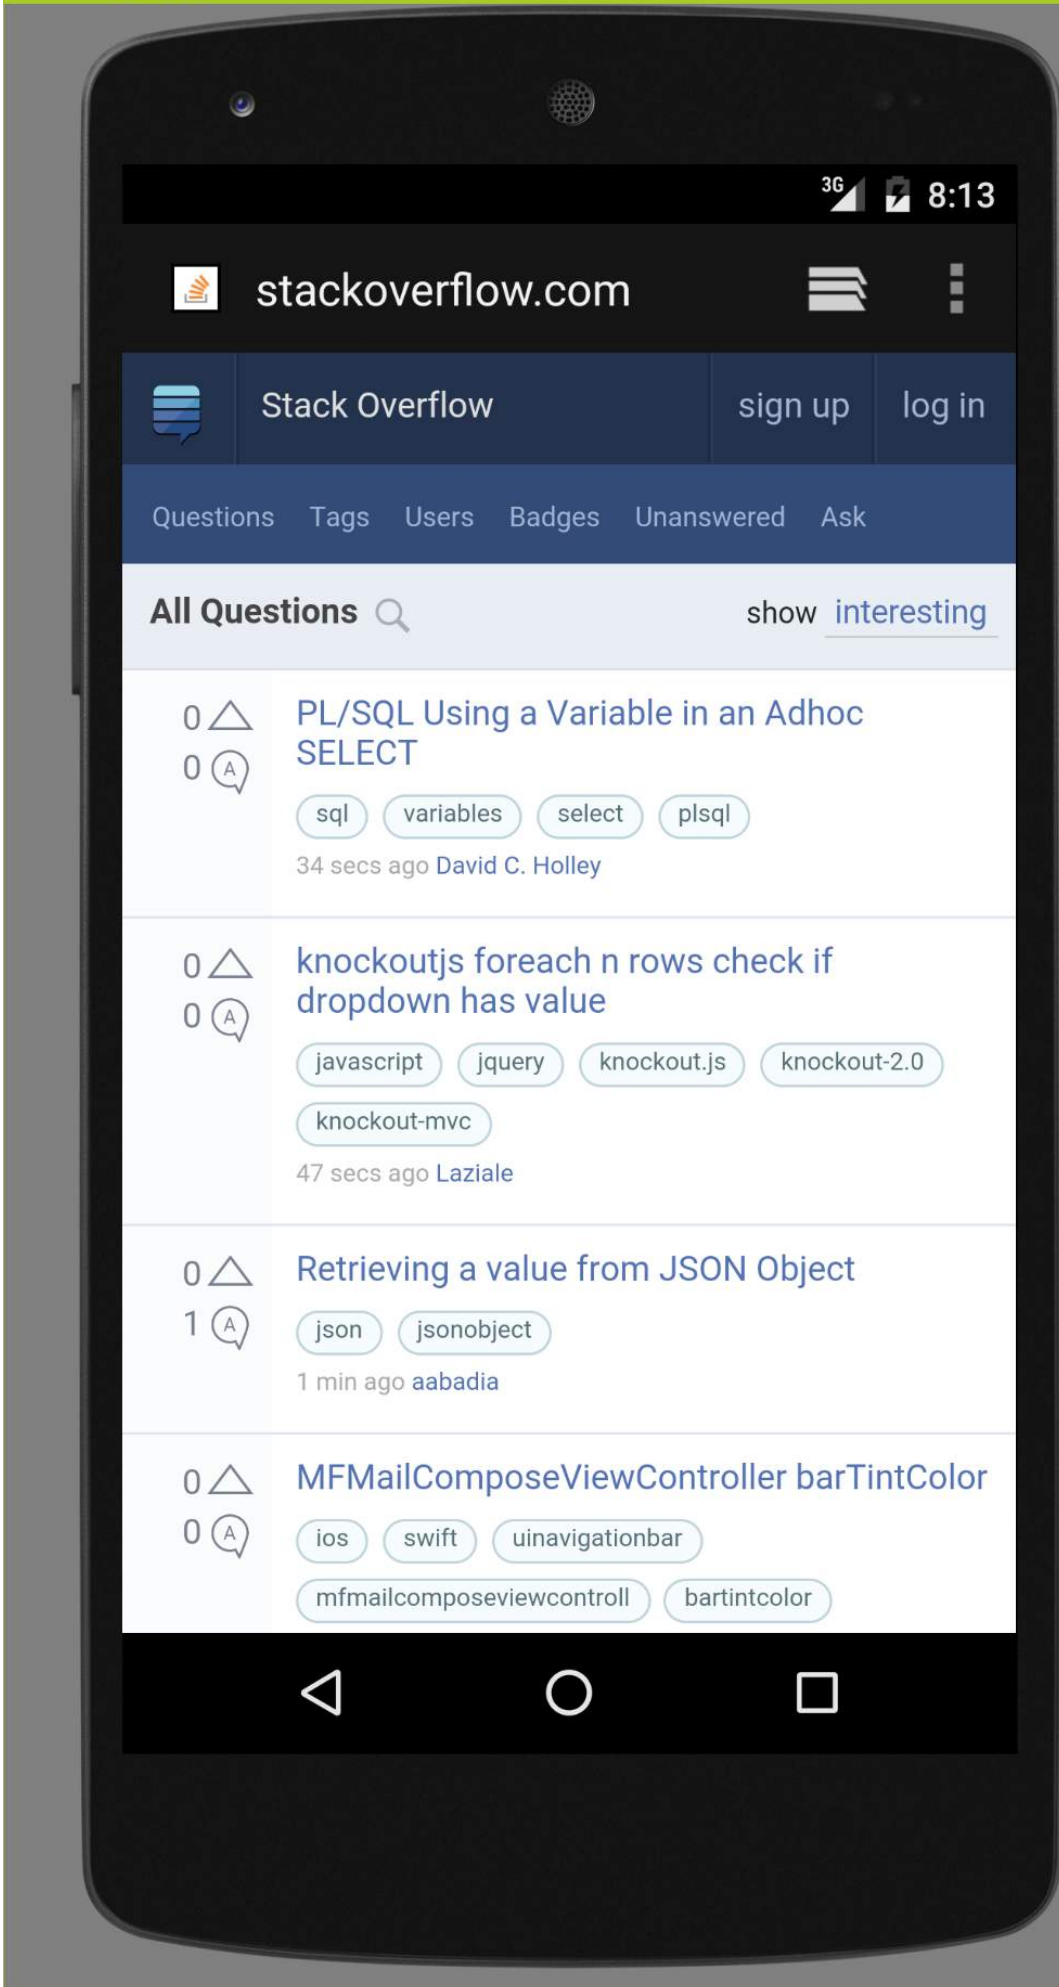 3G 8:13
stackoverflow.com
Stack Overflow sign up log in
Questions Tags Users Badges Unanswered Ask
All Questions show interesting
0 PL/SQL Using a Variable in an Adhoc
0 A SELECT
sql variables select plsql
34 secs ago David C. Holley
0 knockoutjs foreach n rows check if
0 A dropdown has value
javascript jquery knockout.js knockout-2.0
knockout-mvc
47 secs ago Laziale
0 Retrieving a value from JSON Object
1 A json jsonobject
1 min ago aabadia
0 MFMailComposeViewController barTintColor
0 A ios swift uinavigationbar
mfmailcomposeviewcontroll bartintcolor